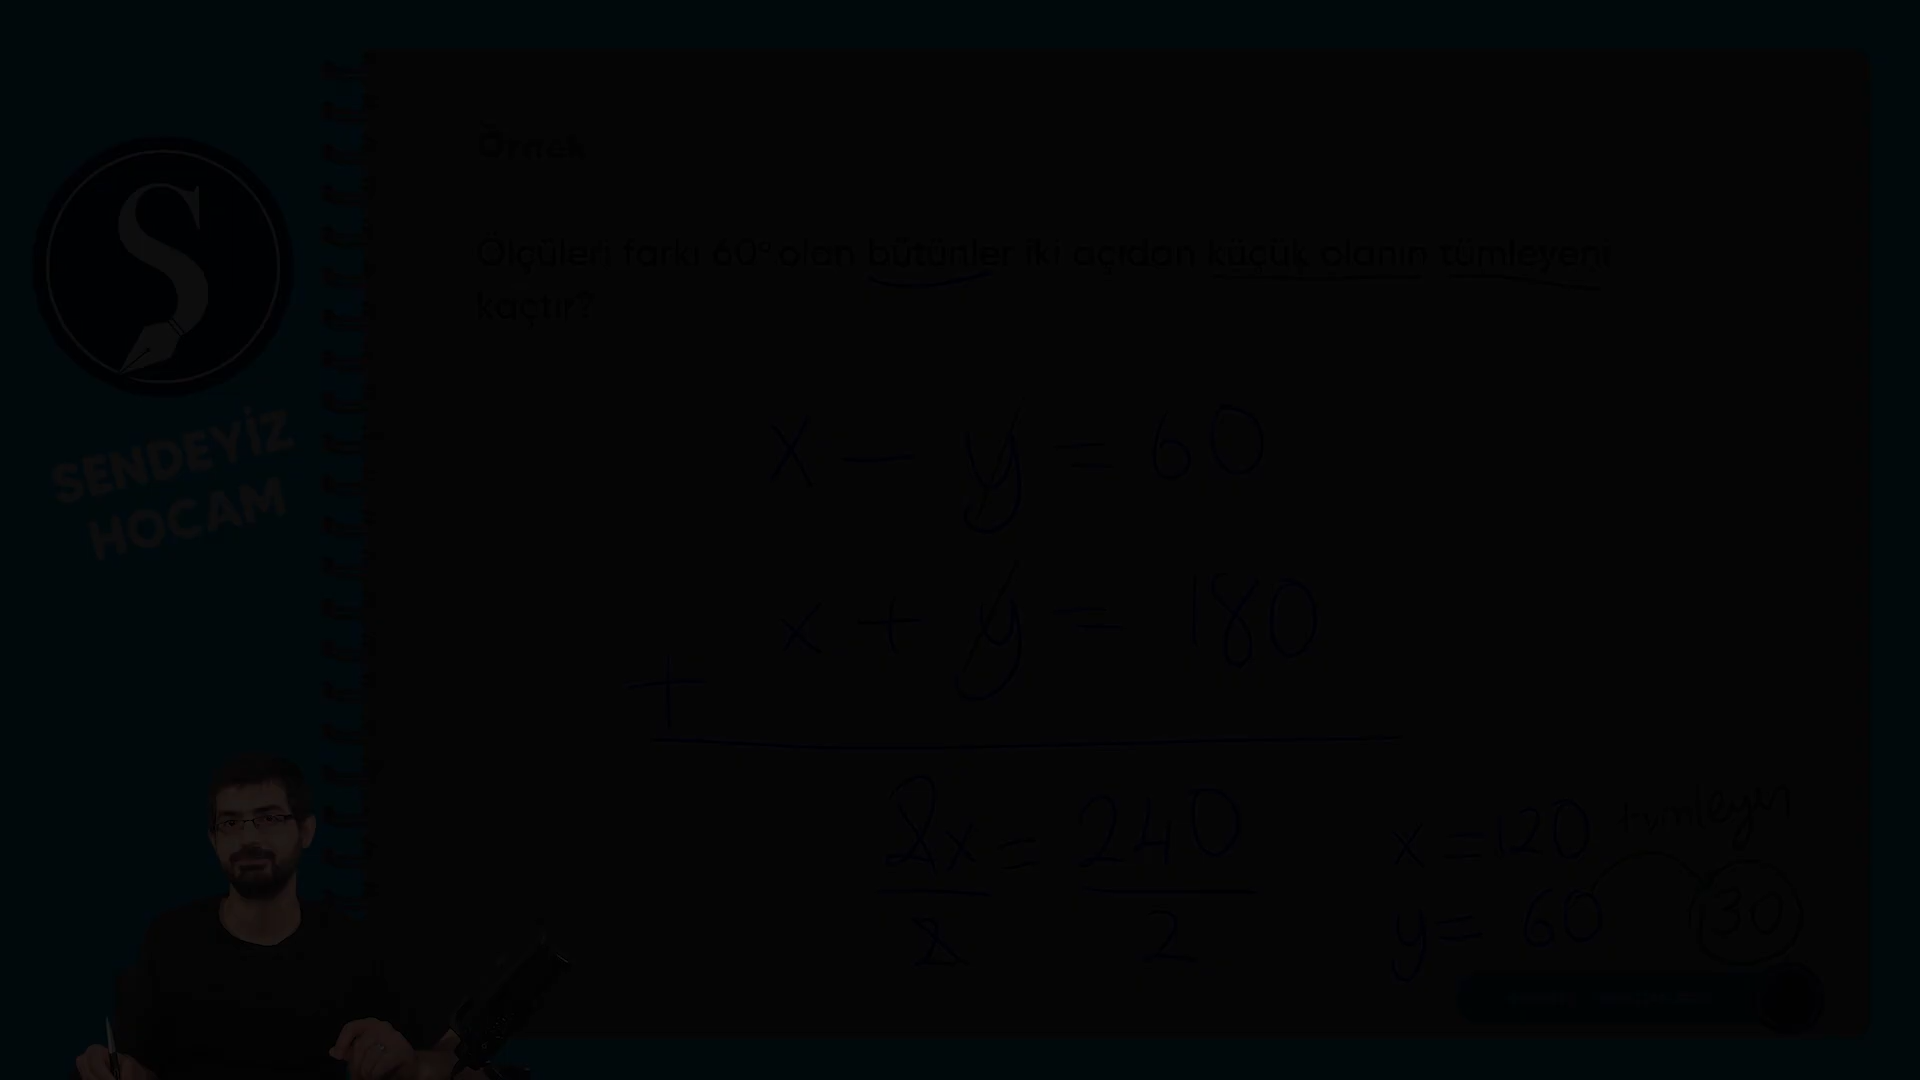 SENDEYİZ
HOCAM
Örnek
Ölçüleri farkı 60° olan bütünler iki açıdan küçük olanın tümleyeni
kaçtır?
x − y = 60
x + y = 180
+
2x = 240
2 2
x = 120 tümleyen
y = 60 30